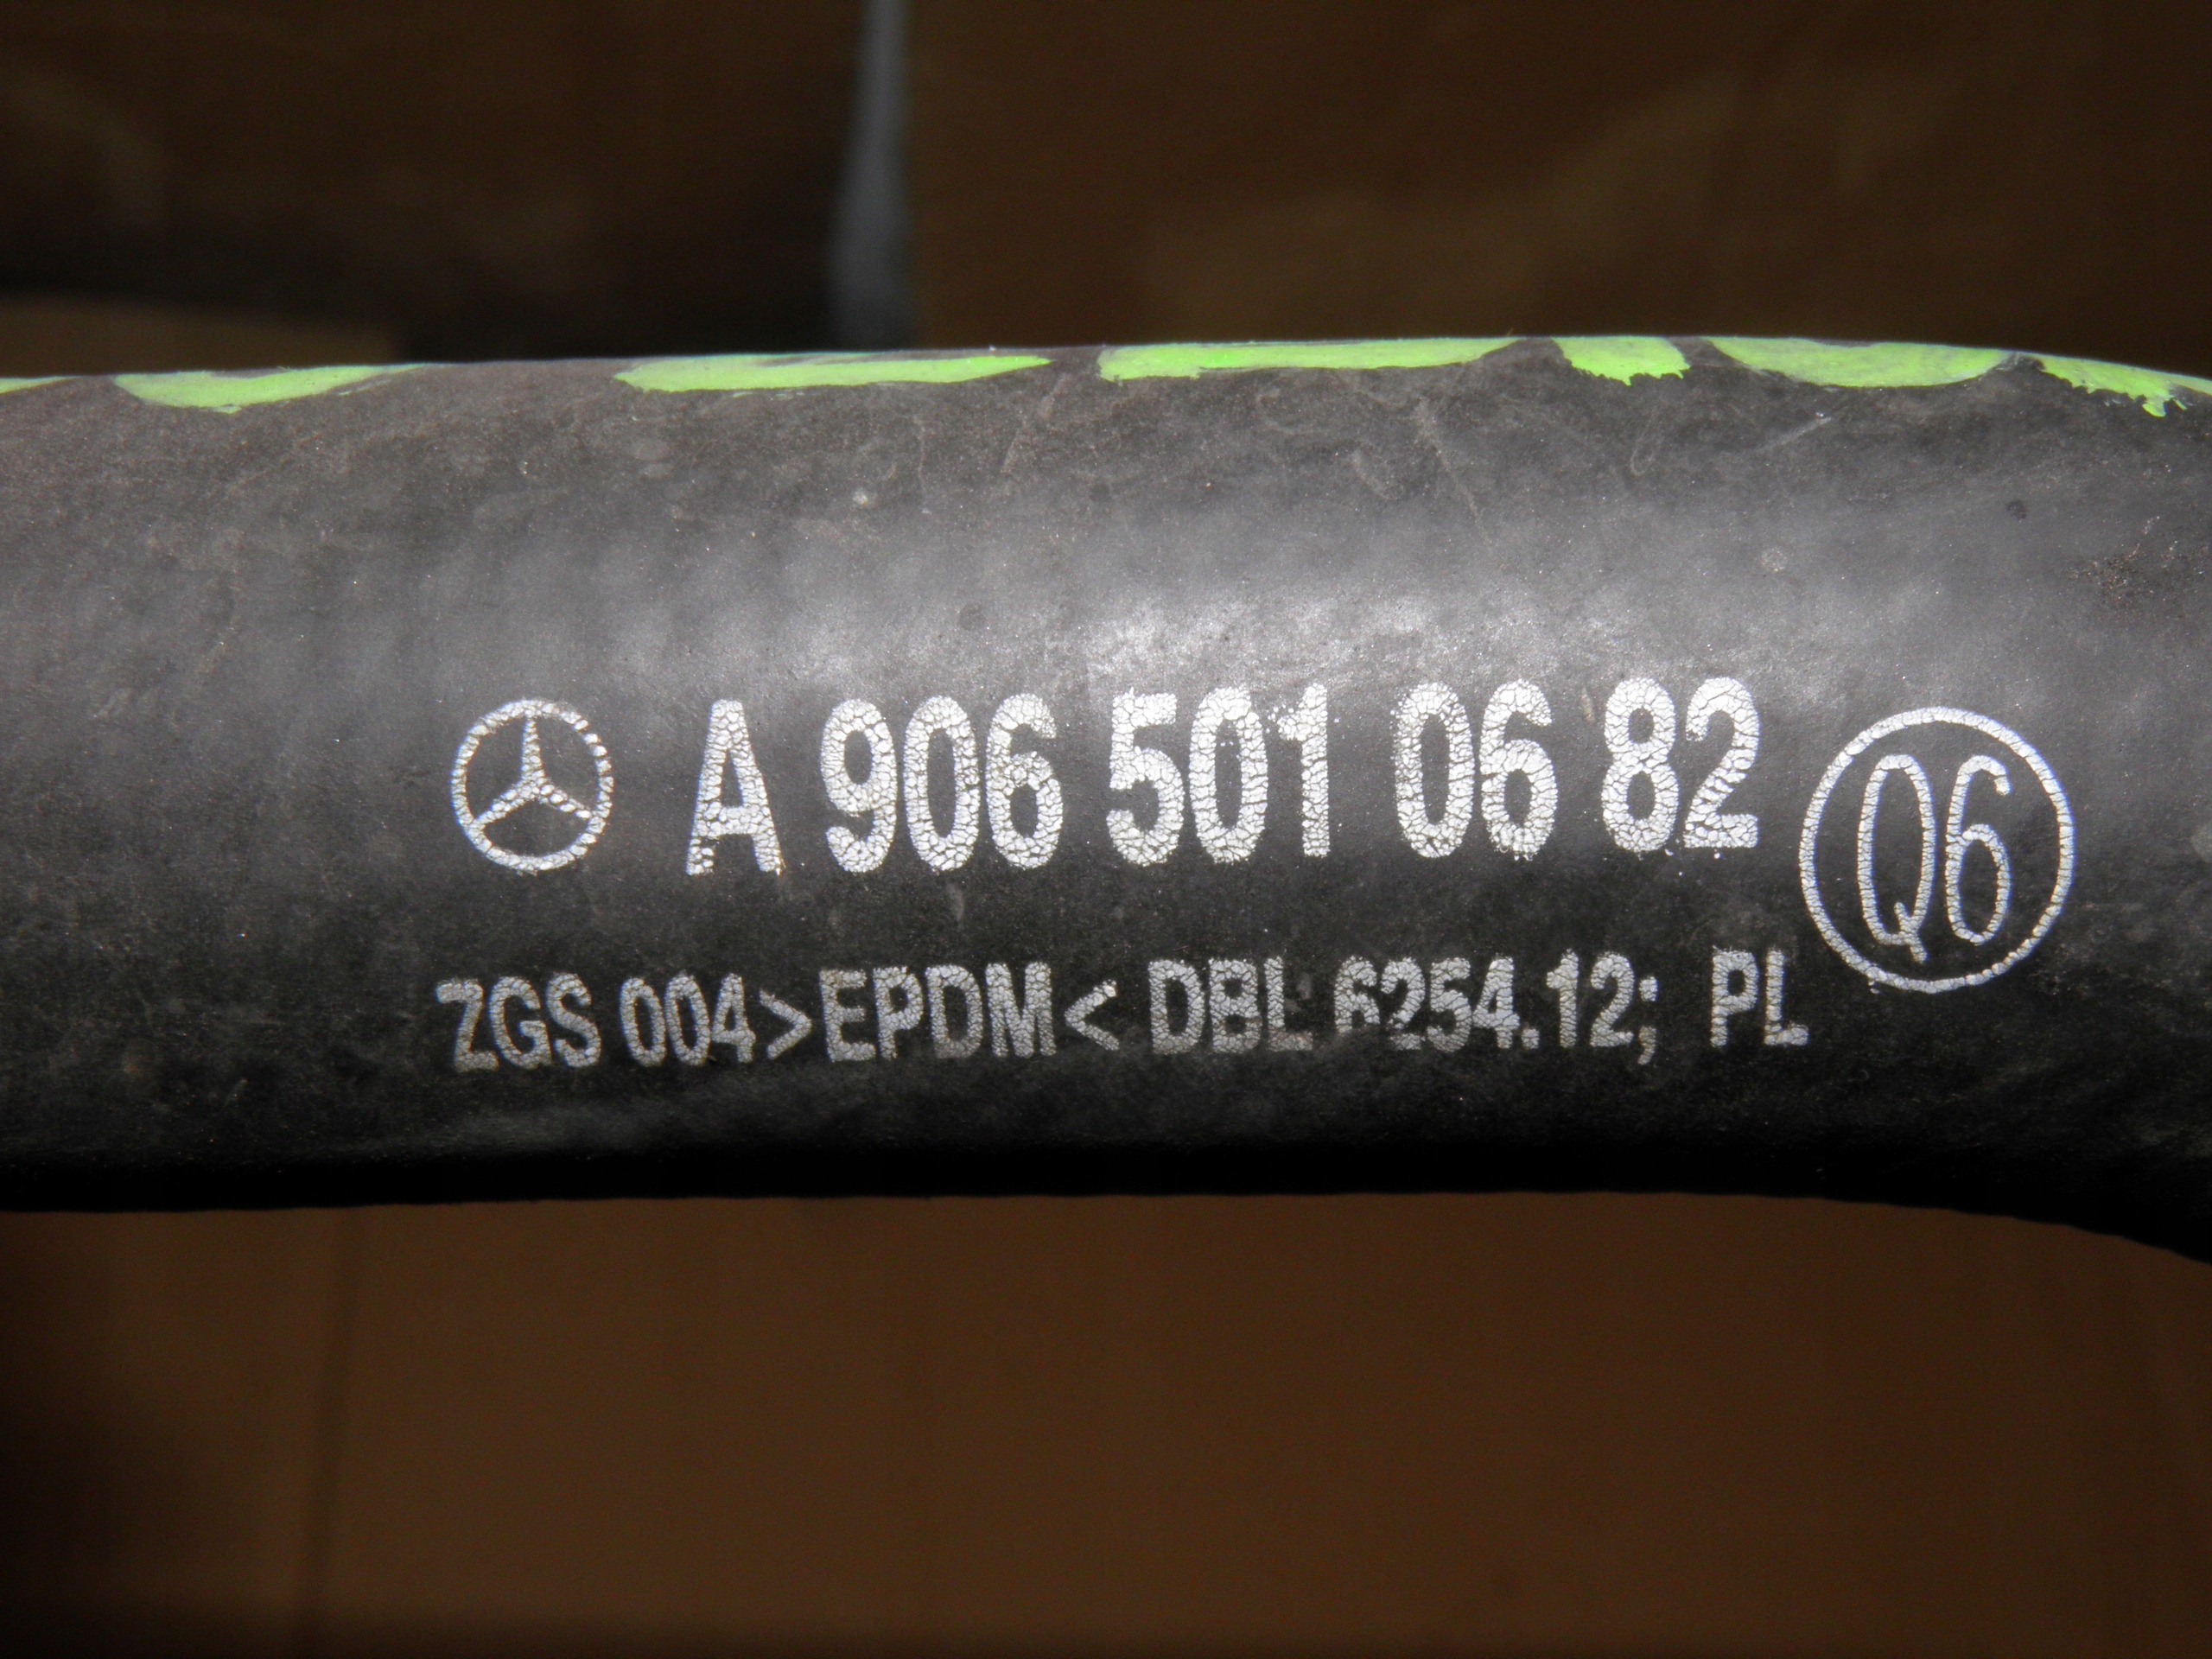 A 906 501 06 82
Q6
ZGS 004>EPDM< DBL 6254.12; PL